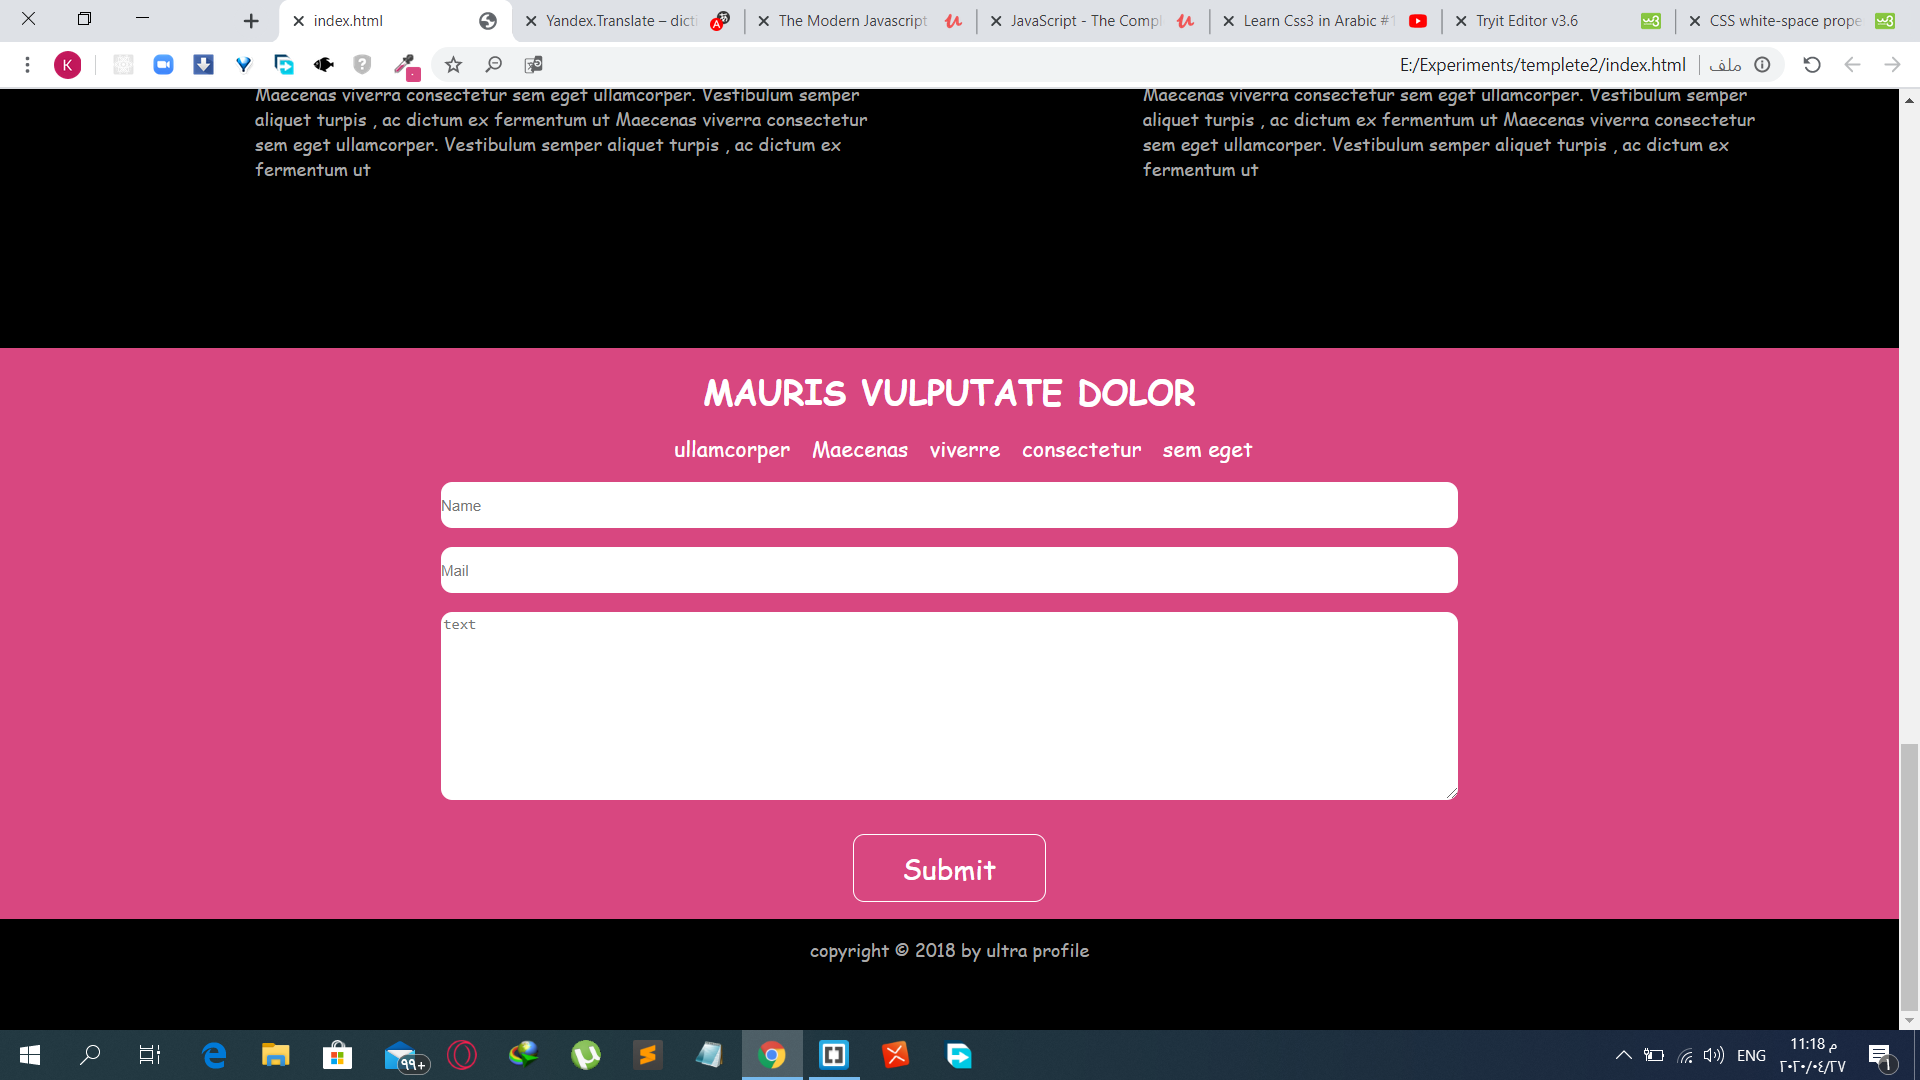 index.html
Yandex.Translate – dicti
The Modern Javascript
JavaScript - The Compl
Learn Css3 in Arabic #1
Tryit Editor v3.6
CSS white-space prope
K
E:/Experiments/templete2/index.html
ملف
Maecenas viverra consectetur sem eget ullamcorper. Vestibulum semper
aliquet turpis , ac dictum ex fermentum ut Maecenas viverra consectetur
sem eget ullamcorper. Vestibulum semper aliquet turpis , ac dictum ex
fermentum ut
Maecenas viverra consectetur sem eget ullamcorper. Vestibulum semper
aliquet turpis , ac dictum ex fermentum ut Maecenas viverra consectetur
sem eget ullamcorper. Vestibulum semper aliquet turpis , ac dictum ex
fermentum ut
MAURIS VULPUTATE DOLOR
ullamcorper Maecenas viverre consectetur sem eget
Name
Mail
text
Submit
copyright © 2018 by ultra profile
٩٩+
ENG
11:18 م
٢٠٢٠/٠٤/٢٧
١